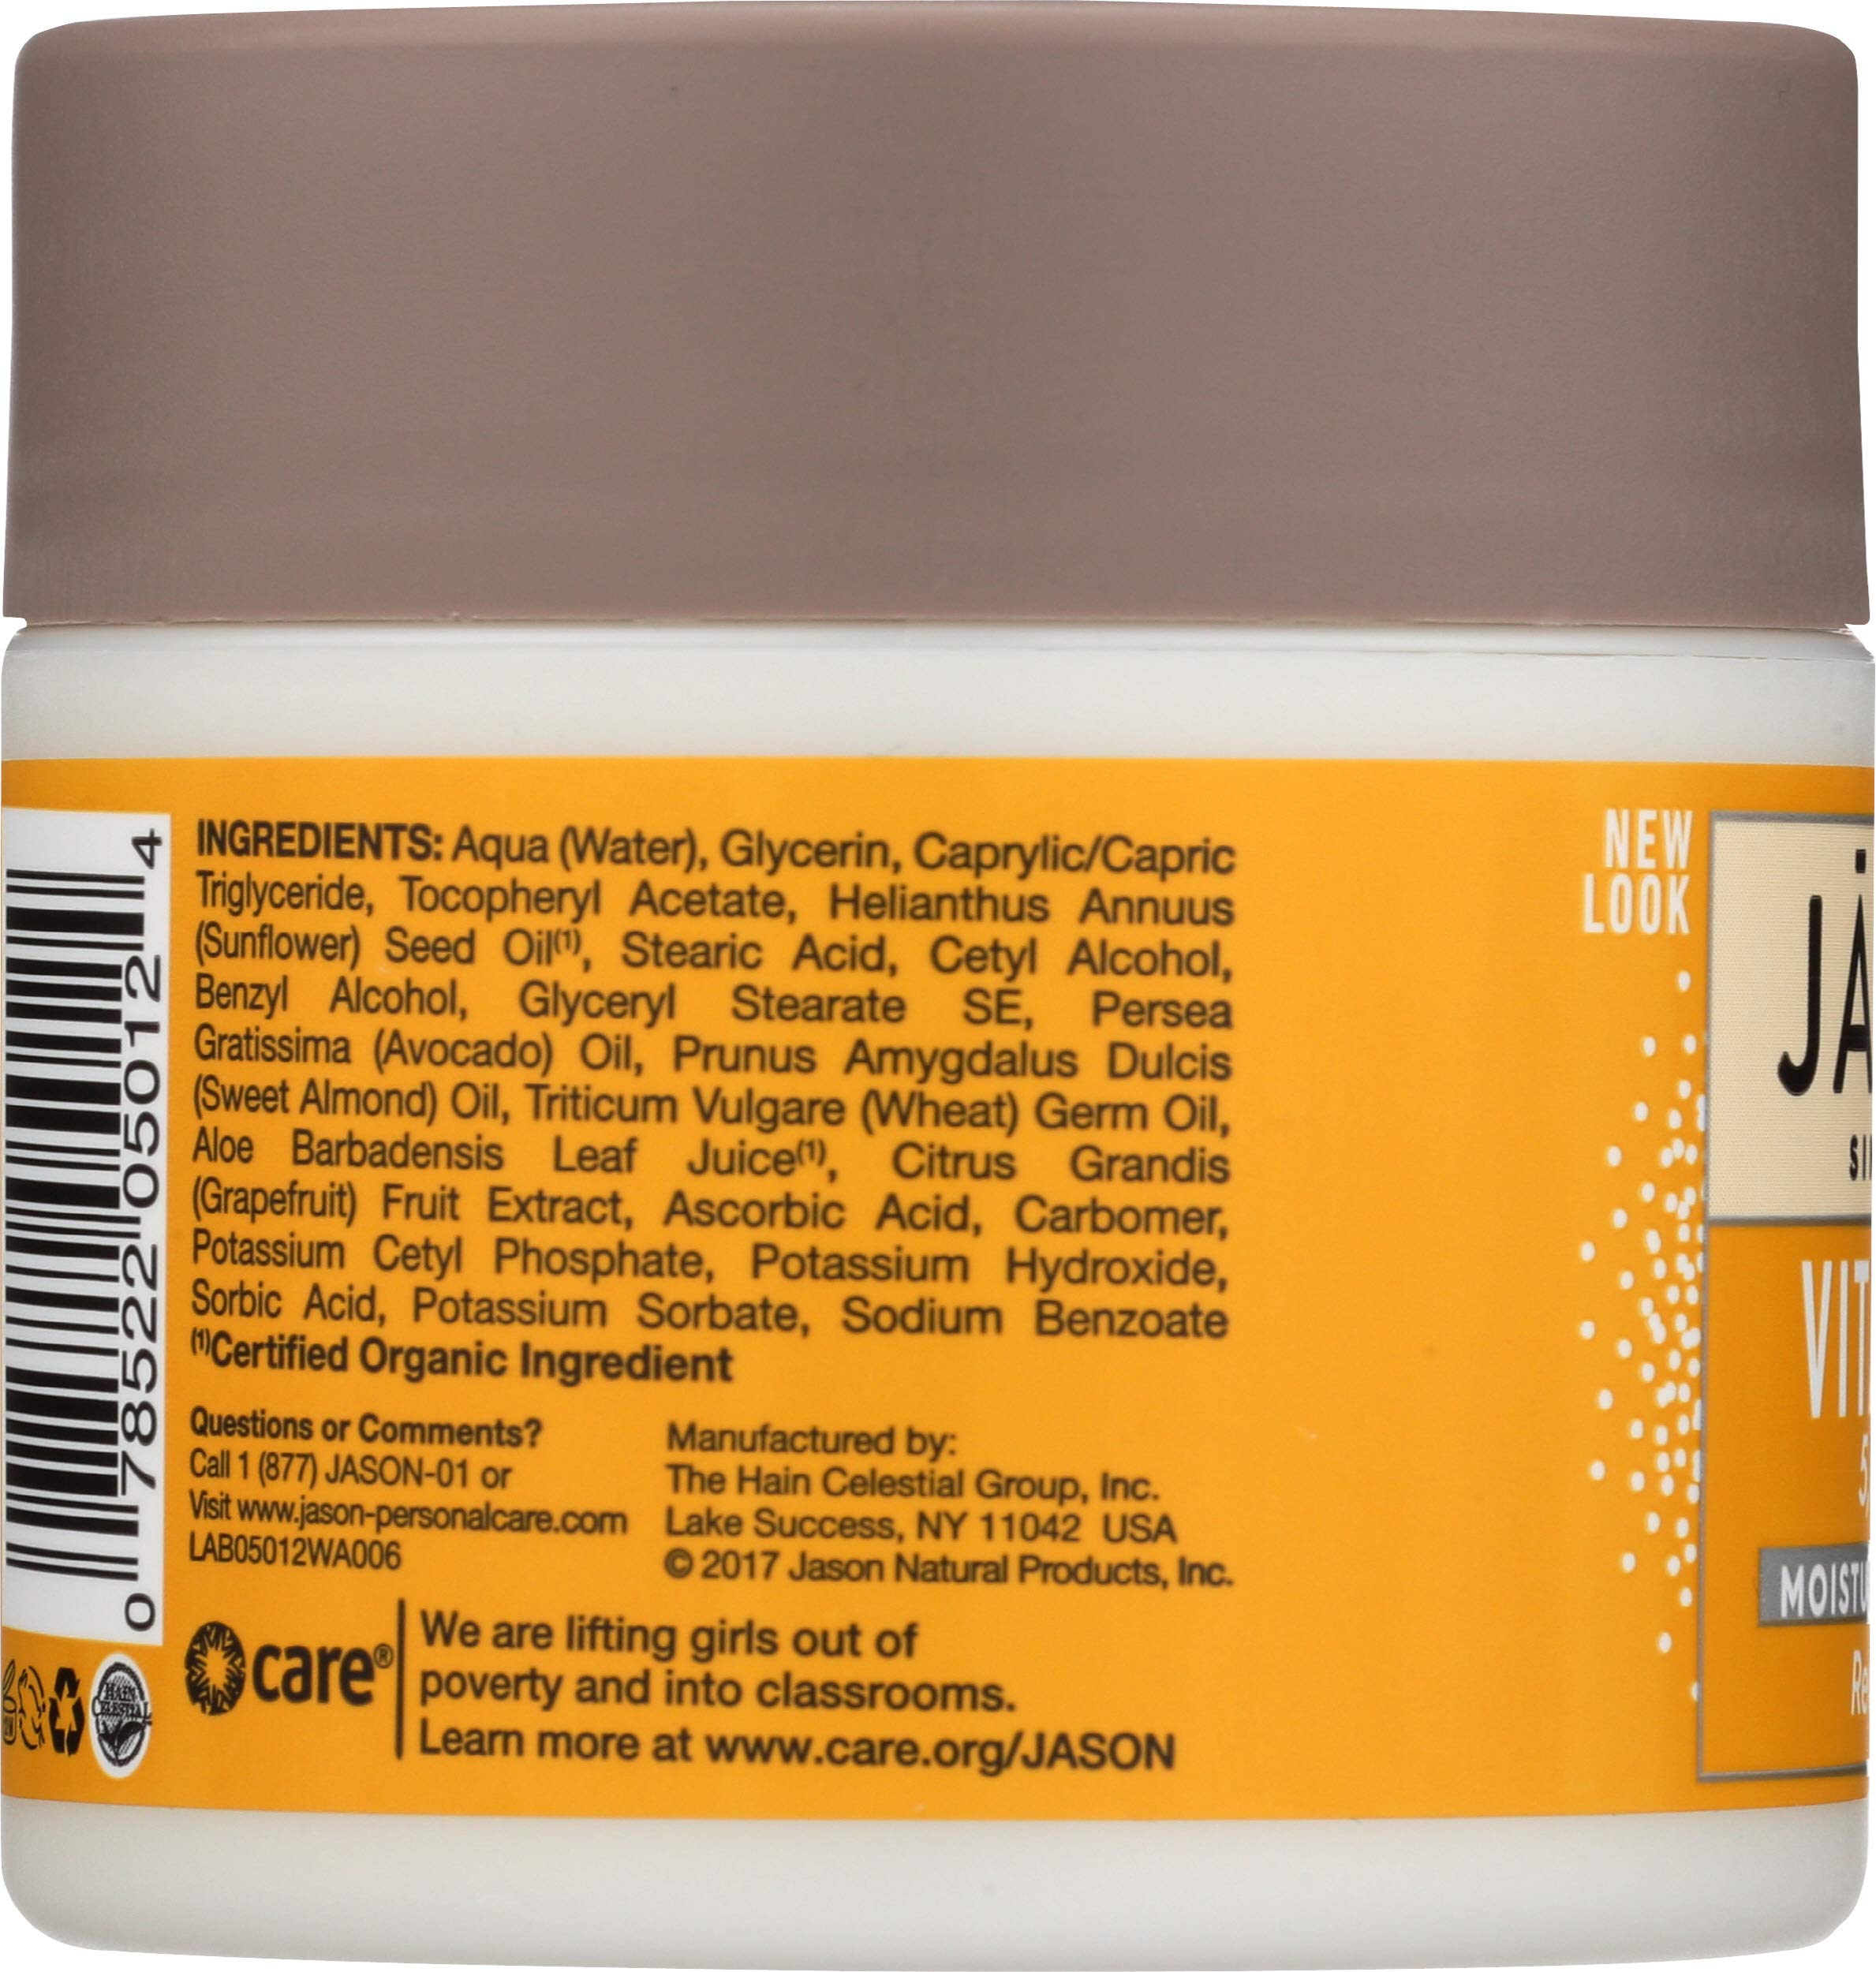 INGREDIENTS: Aqua (Water), Glycerin, Caprylic/Capric
Triglyceride, Tocopheryl Acetate, Helianthus Annuus
(Sunflower) Seed Oil(1), Stearic Acid, Cetyl Alcohol,
Benzyl Alcohol, Glyceryl Stearate SE, Persea
Gratissima (Avocado) Oil, Prunus Amygdalus Dulcis
(Sweet Almond) Oil, Triticum Vulgare (Wheat) Germ Oil,
Aloe Barbadensis Leaf Juice(1), Citrus Grandis
(Grapefruit) Fruit Extract, Ascorbic Acid, Carbomer,
Potassium Cetyl Phosphate, Potassium Hydroxide,
Sorbic Acid, Potassium Sorbate, Sodium Benzoate
(1)Certified Organic Ingredient
Questions or Comments?
Call 1 (877) JASON-01 or
Visit www.jason-personalcare.com
LAB05012WA006
Manufactured by:
The Hain Celestial Group, Inc.
Lake Success, NY 11042 USA
© 2017 Jason Natural Products, Inc.
care®
We are lifting girls out of
poverty and into classrooms.
Learn more at www.care.org/JASON
0 78522 05012 4
HAIN
CELESTIAL
NEW
LOOK
JĀ
VIT
MOISTU